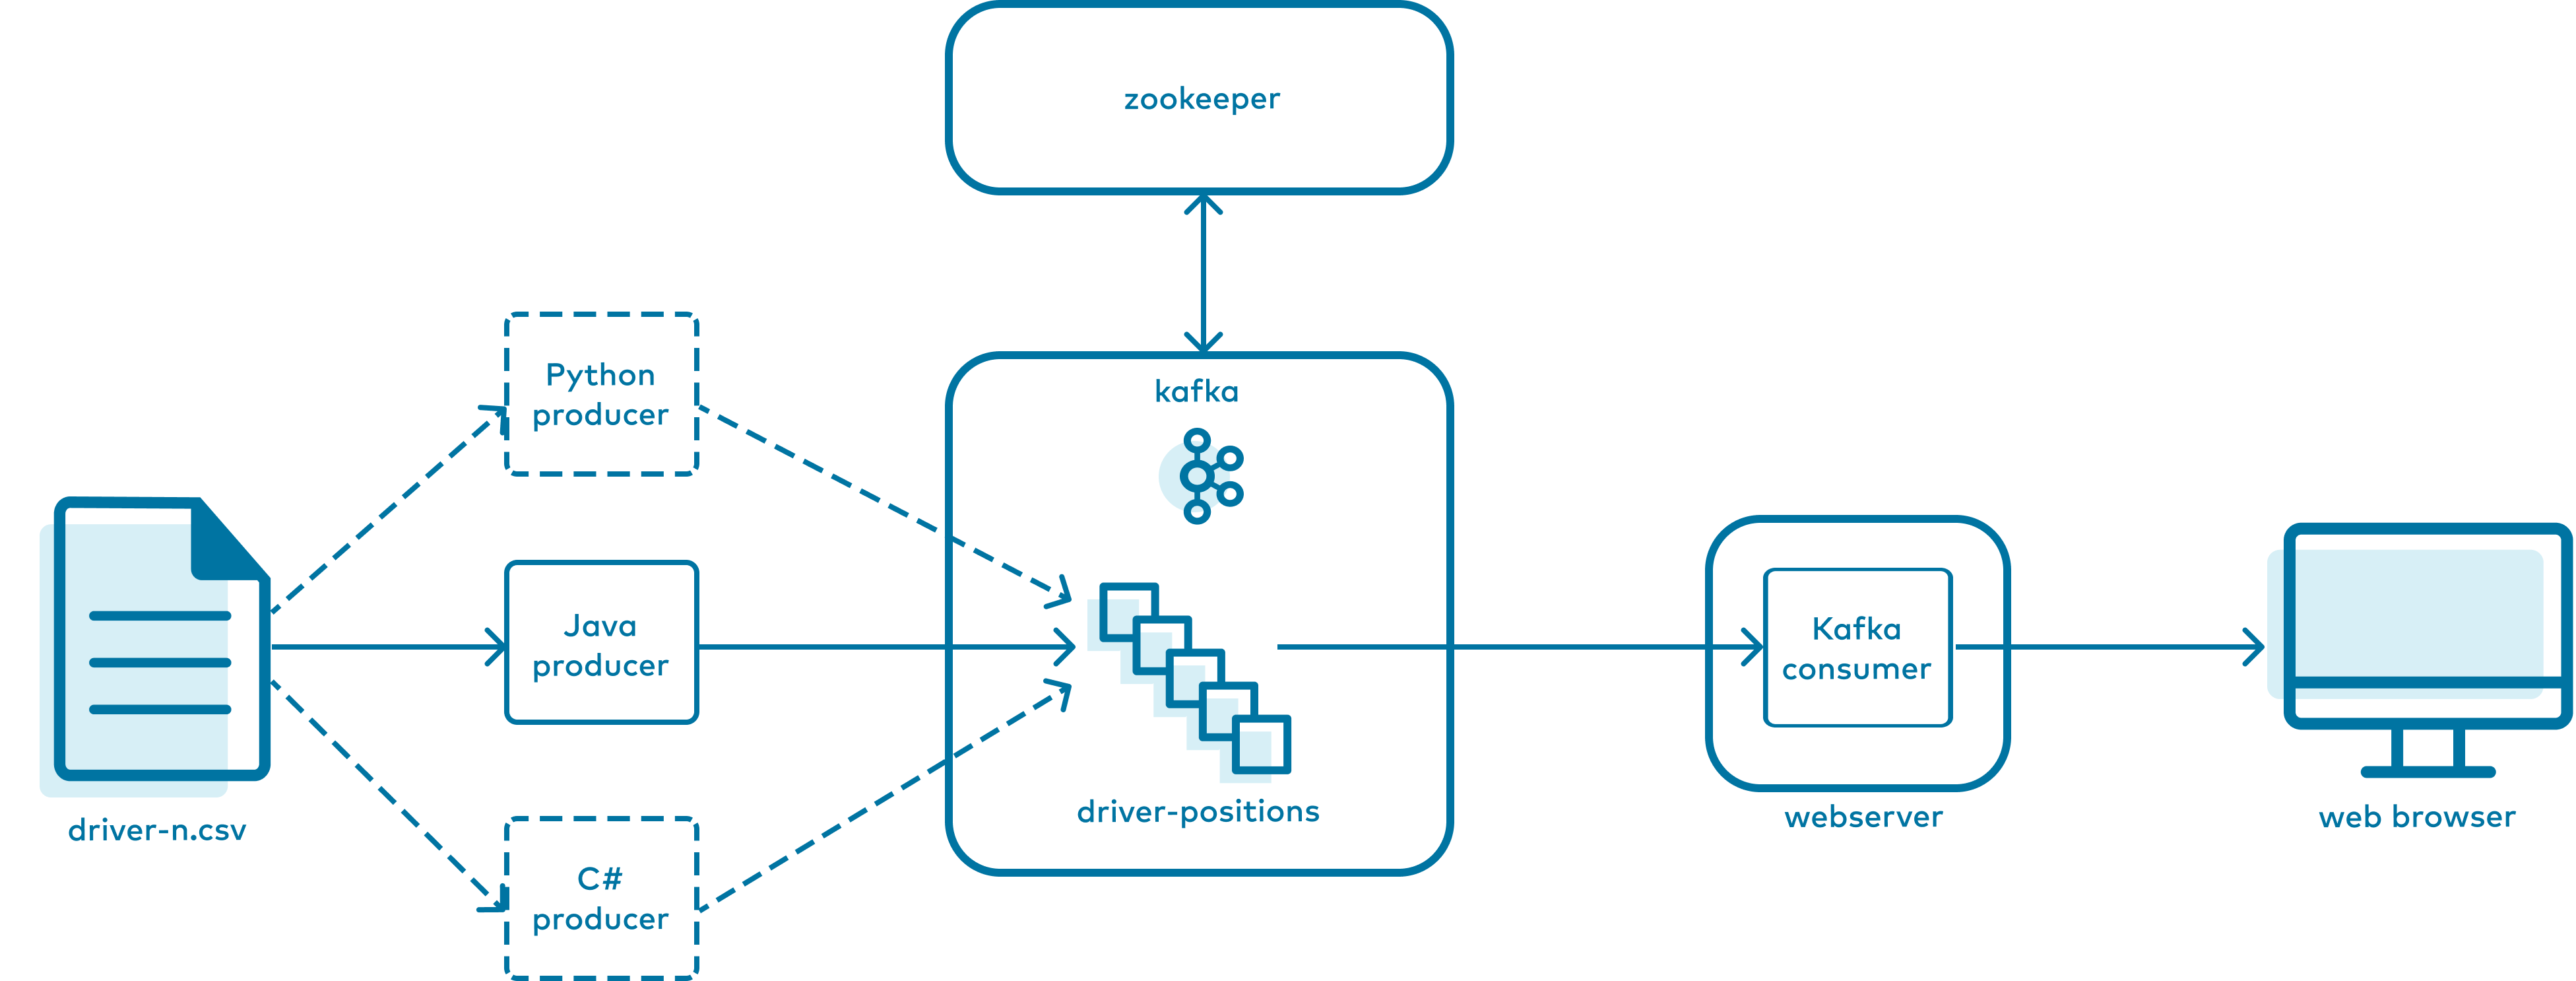 zookeeper
Python
producer
kafka
Java
producer
Kafka
consumer
driver-positions
webserver
web browser
driver-n.csv
C#
producer